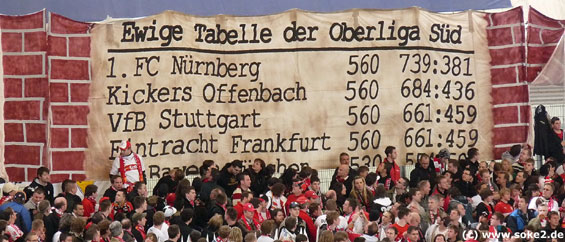 Ewige Tabelle der Oberliga Süd
1. FC Nürnberg 560 739:381
Kickers Offenbach 560 684:436
VfB Stuttgart 560 661:459
Eintracht Frankfurt 560 661:459
(c) www.soke2.de